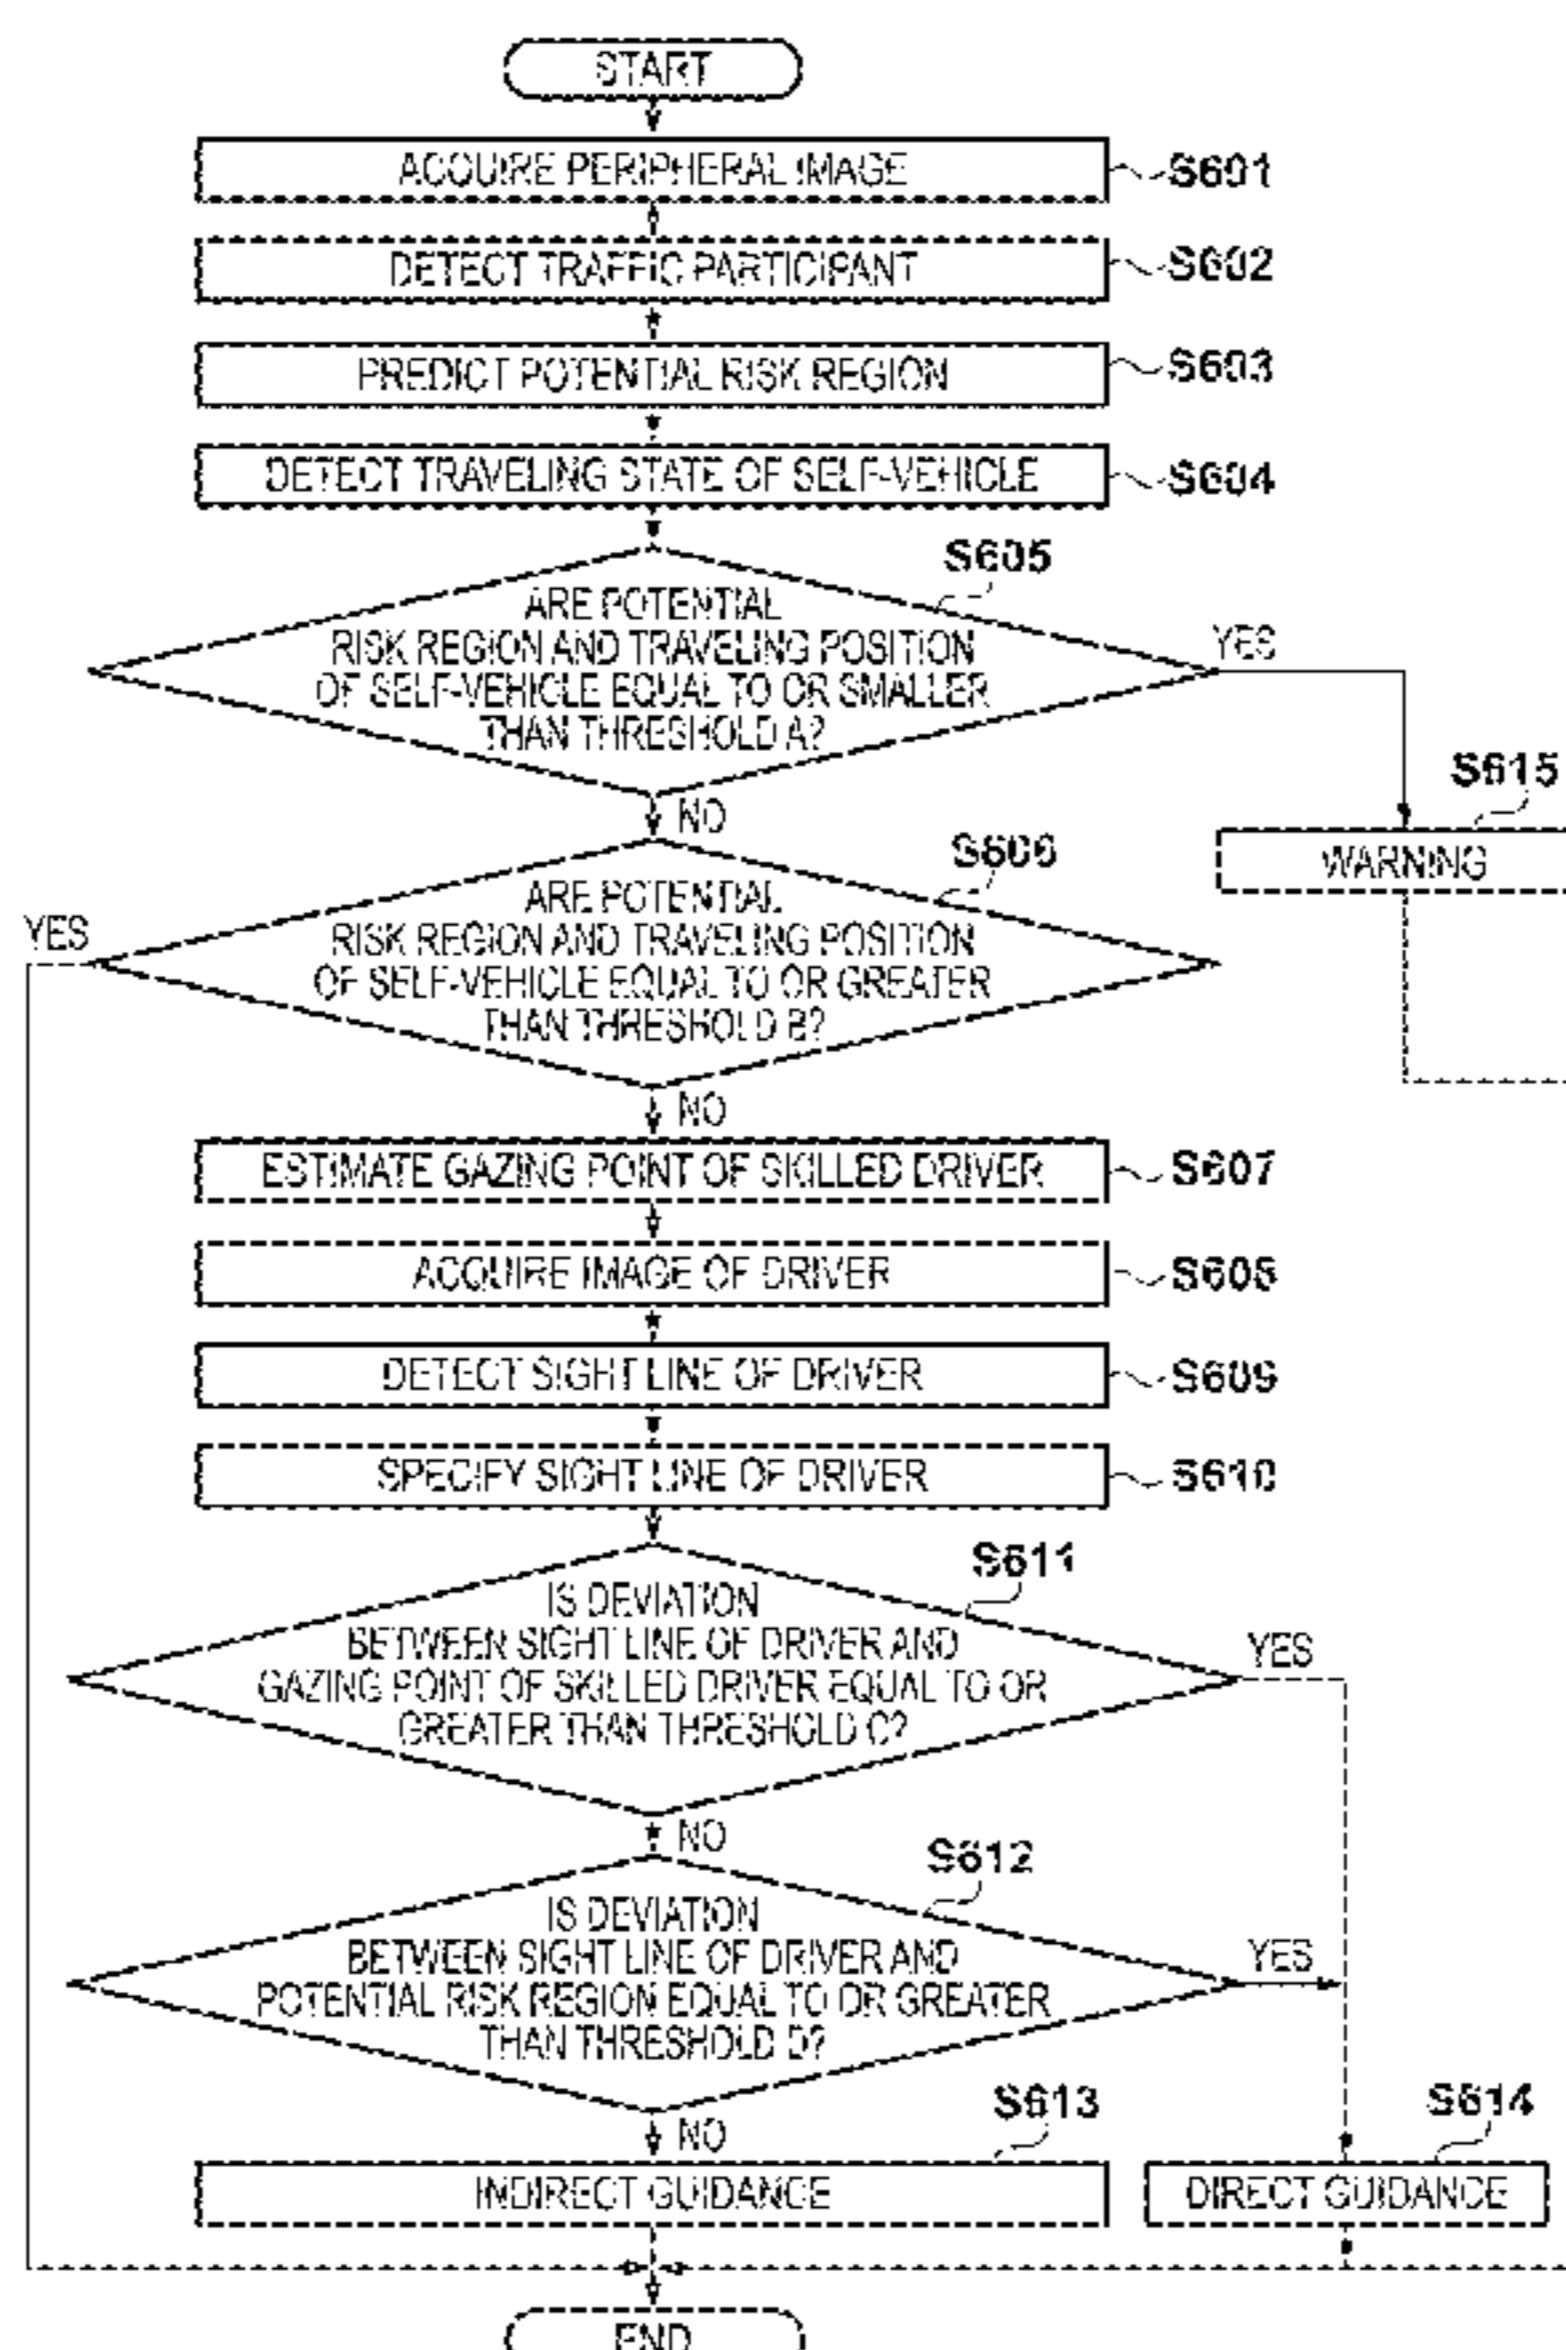 START
ACQUIRE PERIPHERAL IMAGE
S601
DETECT TRAFFIC PARTICIPANT
S602
PREDICT POTENTIAL RISK REGION
S603
DETECT TRAVELING STATE OF SELF-VEHICLE
S604
S605
ARE POTENTIAL
RISK REGION AND TRAVELING POSITION
OF SELF-VEHICLE EQUAL TO OR SMALLER
THAN THRESHOLD A?
YES
NO
S615
WARNING
S606
ARE POTENTIAL
RISK REGION AND TRAVELING POSITION
OF SELF-VEHICLE EQUAL TO OR GREATER
THAN THRESHOLD B?
YES
NO
ESTIMATE GAZING POINT OF SKILLED DRIVER
S607
ACQUIRE IMAGE OF DRIVER
S608
DETECT SIGHT LINE OF DRIVER
S609
SPECIFY SIGHT LINE OF DRIVER
S610
S611
IS DEVIATION
BETWEEN SIGHT LINE OF DRIVER AND
GAZING POINT OF SKILLED DRIVER EQUAL TO OR
GREATER THAN THRESHOLD C?
YES
NO
S612
IS DEVIATION
BETWEEN SIGHT LINE OF DRIVER AND
POTENTIAL RISK REGION EQUAL TO OR GREATER
THAN THRESHOLD D?
YES
NO
S613
INDIRECT GUIDANCE
S614
DIRECT GUIDANCE
END